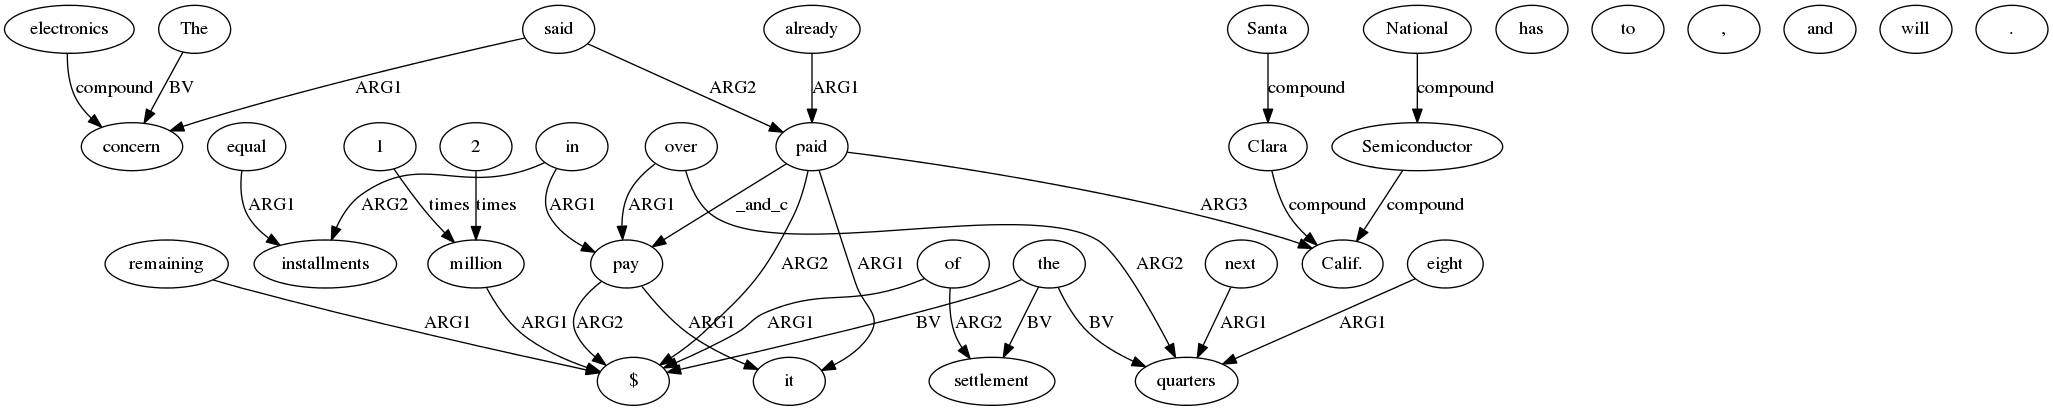 electronics The said already Santa National has to , and will .
compound BV ARG1 ARG2 ARG1 compound compound
concern equal 1 2 in over paid Clara Semiconductor
ARG1 ARG2 times times ARG1 ARG1 _and_c ARG3 compound compound
remaining installments million pay of the next Calif. eight
ARG2 ARG1 ARG2
ARG1 ARG1 ARG2 ARG1 ARG1 ARG2 BV BV BV ARG1 ARG1
$ it settlement quarters